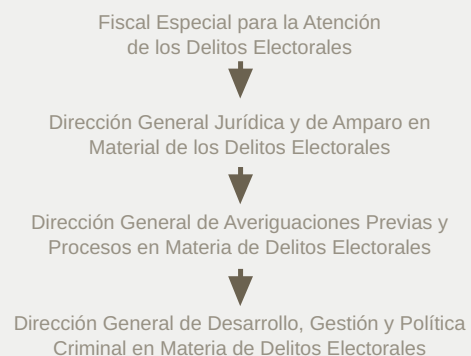 Fiscal Especial para la Atención
de los Delitos Electorales
Dirección General Jurídica y de Amparo en
Material de los Delitos Electorales
Dirección General de Averiguaciones Previas y
Procesos en Materia de Delitos Electorales
Dirección General de Desarrollo, Gestión y Política
Criminal en Materia de Delitos Electorales